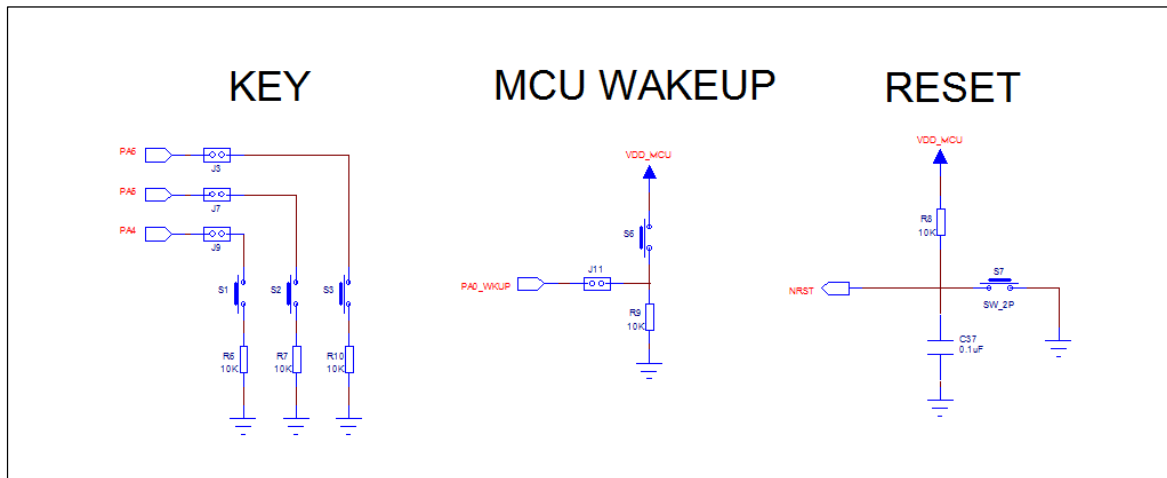 KEY
PA6
J3
PA5
J7
PA4
J9
S1
S2
S3
R6
10K
R7
10K
R10
10K
MCU WAKEUP
VDD_MCU
S6
J11
PA0_WKUP
R9
10K
RESET
VDD_MCU
R8
10K
S7
NRST
SW_2P
C37
0.1uF